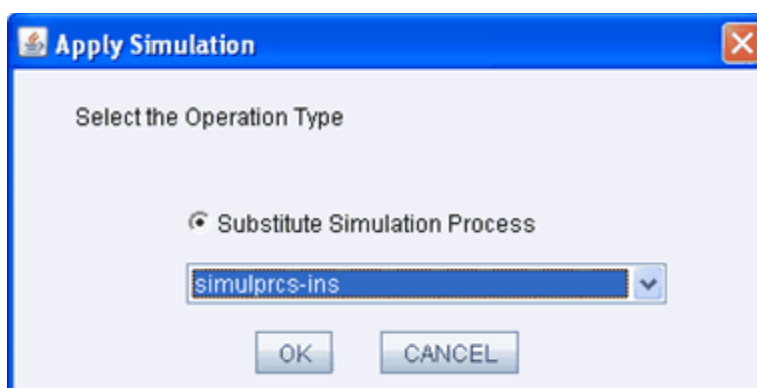 Apply Simulation
Select the Operation Type
Substitute Simulation Process
simulprcs-ins
OK CANCEL